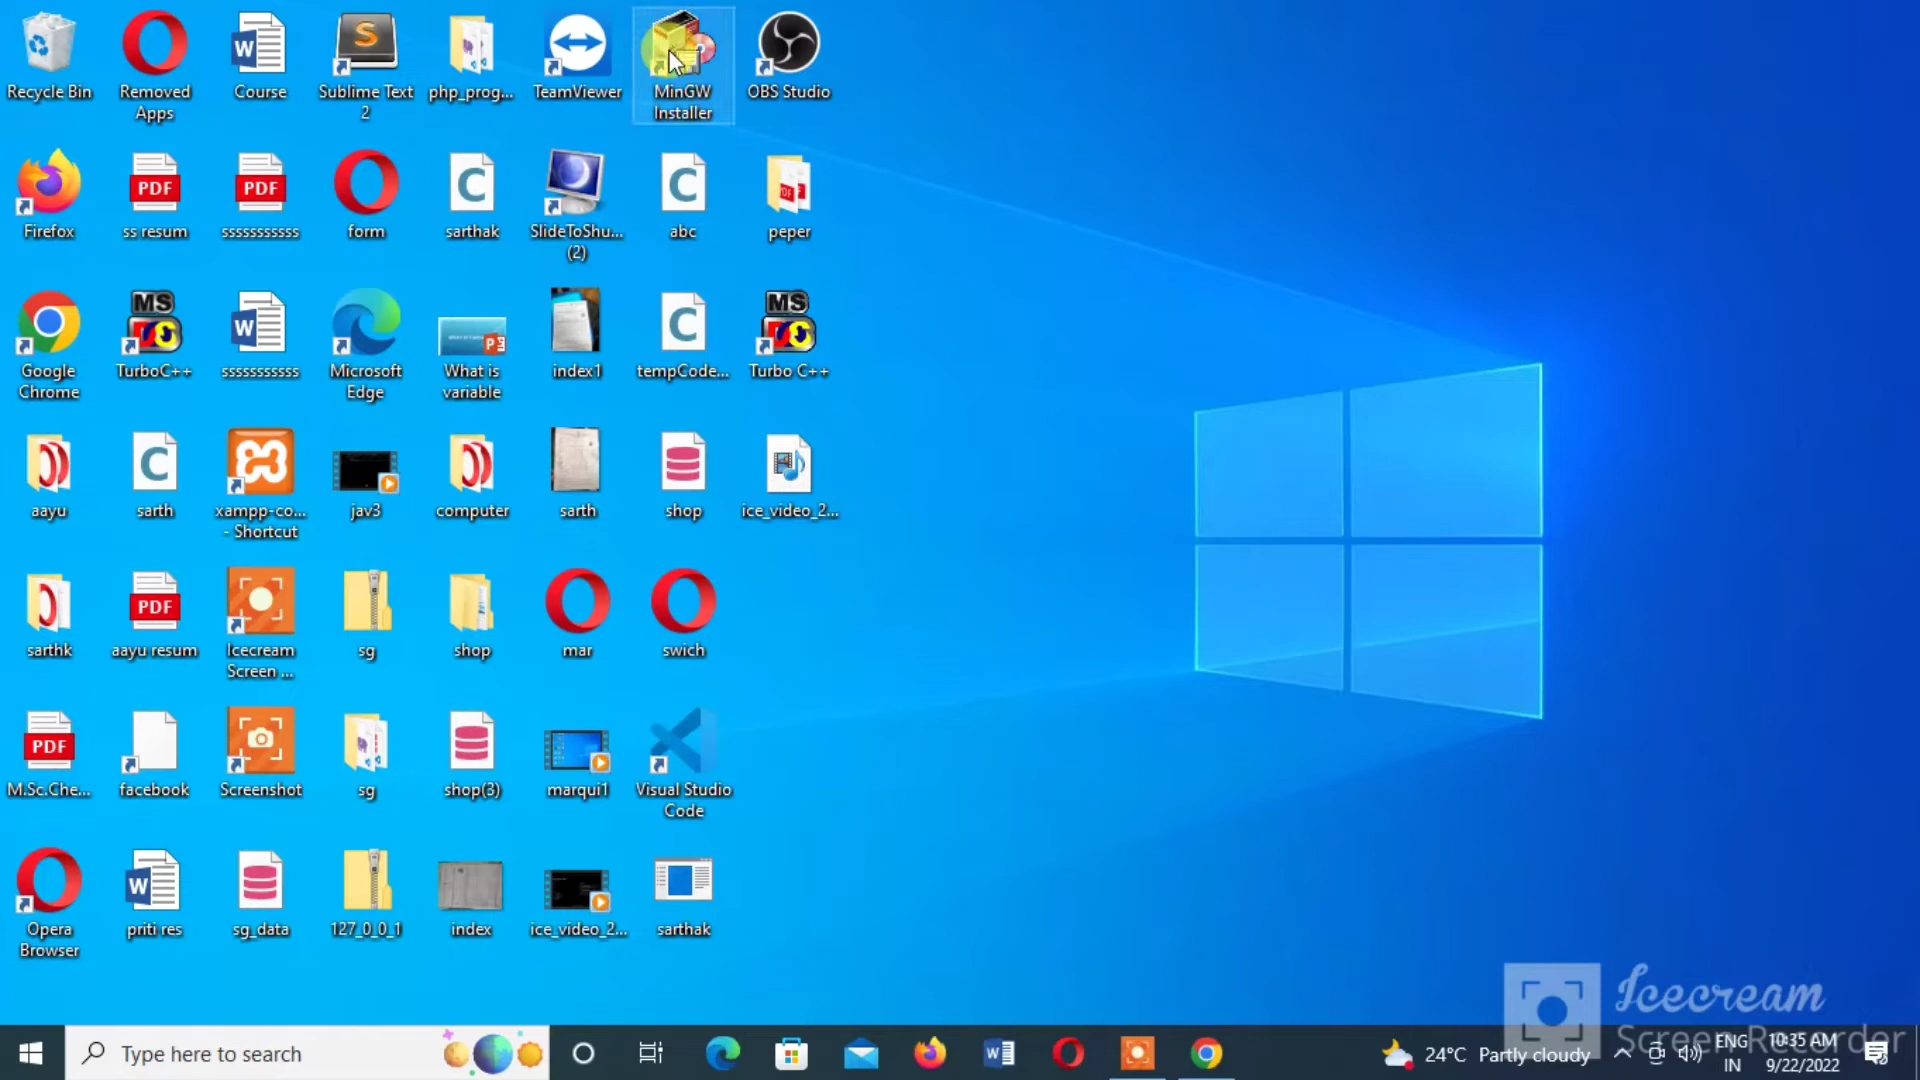 Recycle Bin
Removed Apps
Course
Sublime Text 2
php_prog...
TeamViewer
MinGW Installer
OBS Studio
Firefox
PDF
ss resum
PDF
sssssssssss
form
C
sarthak
SlideToShu... (2)
C
abc
peper
Google Chrome
MS
TurboC++
W
sssssssssss
Microsoft Edge
What is variable
index1
C
tempCode...
MS
Turbo C++
aayu
C
sarth
xampp-co... - Shortcut
jav3
computer
sarth
shop
ice_video_2...
sarthk
PDF
aayu resum
Icecream Screen ...
sg
shop
mar
swich
PDF
M.Sc.Che...
facebook
Screenshot
sg
shop(3)
marqui1
Visual Studio Code
Opera Browser
W
priti res
sg_data
127_0_0_1
index
ice_video_2...
sarthak
Icecream
Screen Recorder
Type here to search
24°C Partly cloudy
ENG
IN
10:35 AM
9/22/2022